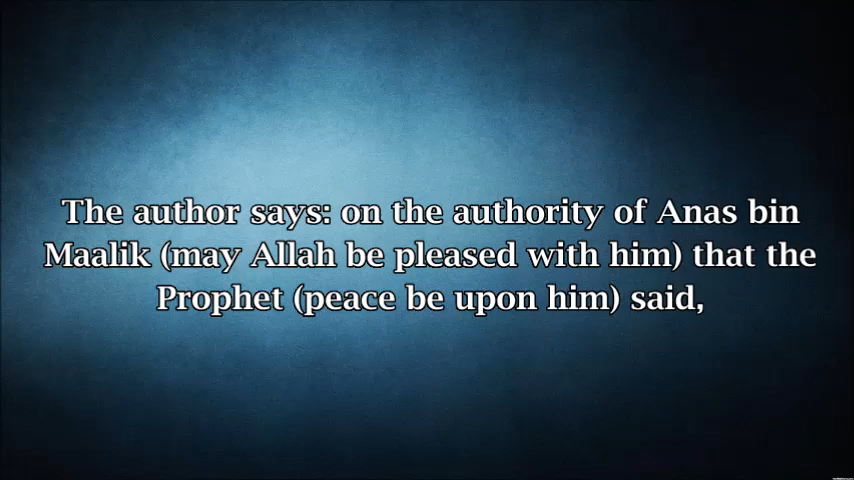 The author says: on the authority of Anas bin
Maalik (may Allah be pleased with him) that the
Prophet (peace be upon him) said,